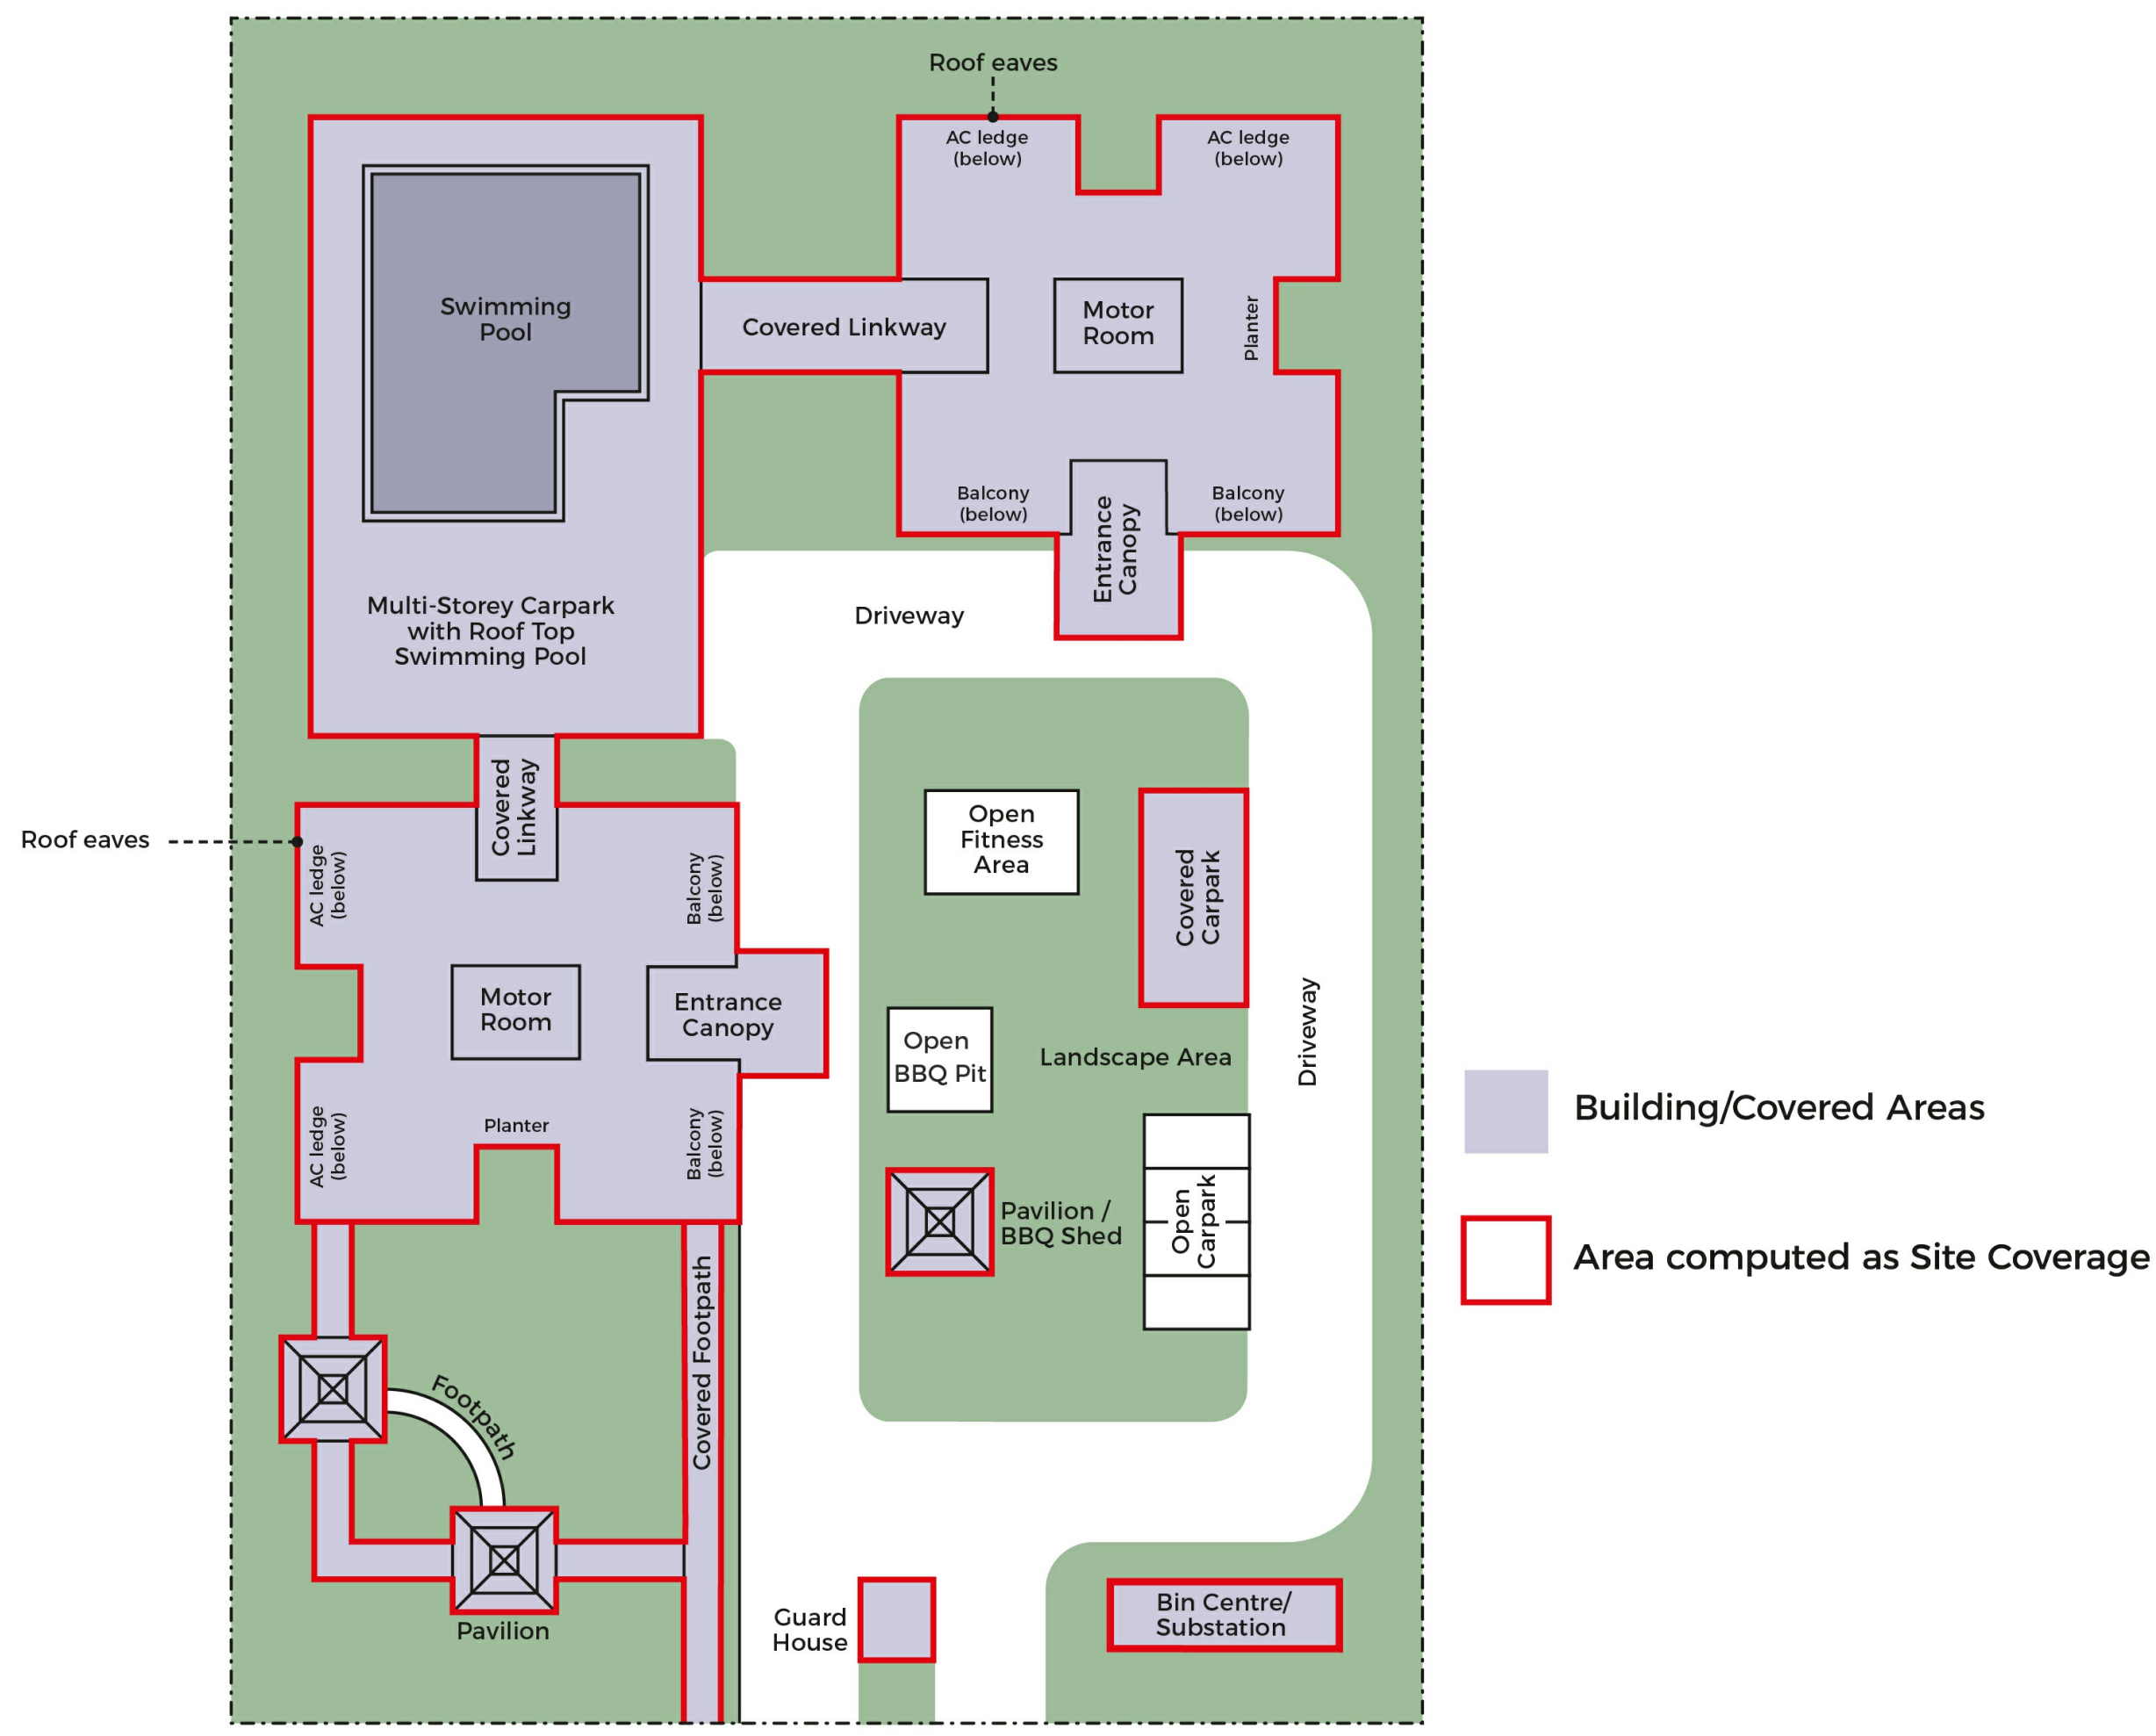 Roof eaves
AC ledge
(below)
AC ledge
(below)
Swimming
Pool
Covered Linkway
Motor
Room
Planter
Balcony
(below)
Entrance
Canopy
Balcony
(below)
Multi-Storey Carpark
with Roof Top
Swimming Pool
Driveway
Covered
Linkway
Roof eaves
AC ledge
(below)
Balcony
(below)
Open
Fitness
Area
Covered
Carpark
Motor
Room
Entrance
Canopy
Open
BBQ Pit
Landscape Area
Driveway
AC ledge
(below)
Planter
Balcony
(below)
Pavilion /
BBQ Shed
Open
Carpark
Building/Covered Areas
Area computed as Site Coverage
Covered Footpath
Footpath
Pavilion
Guard
House
Bin Centre/
Substation